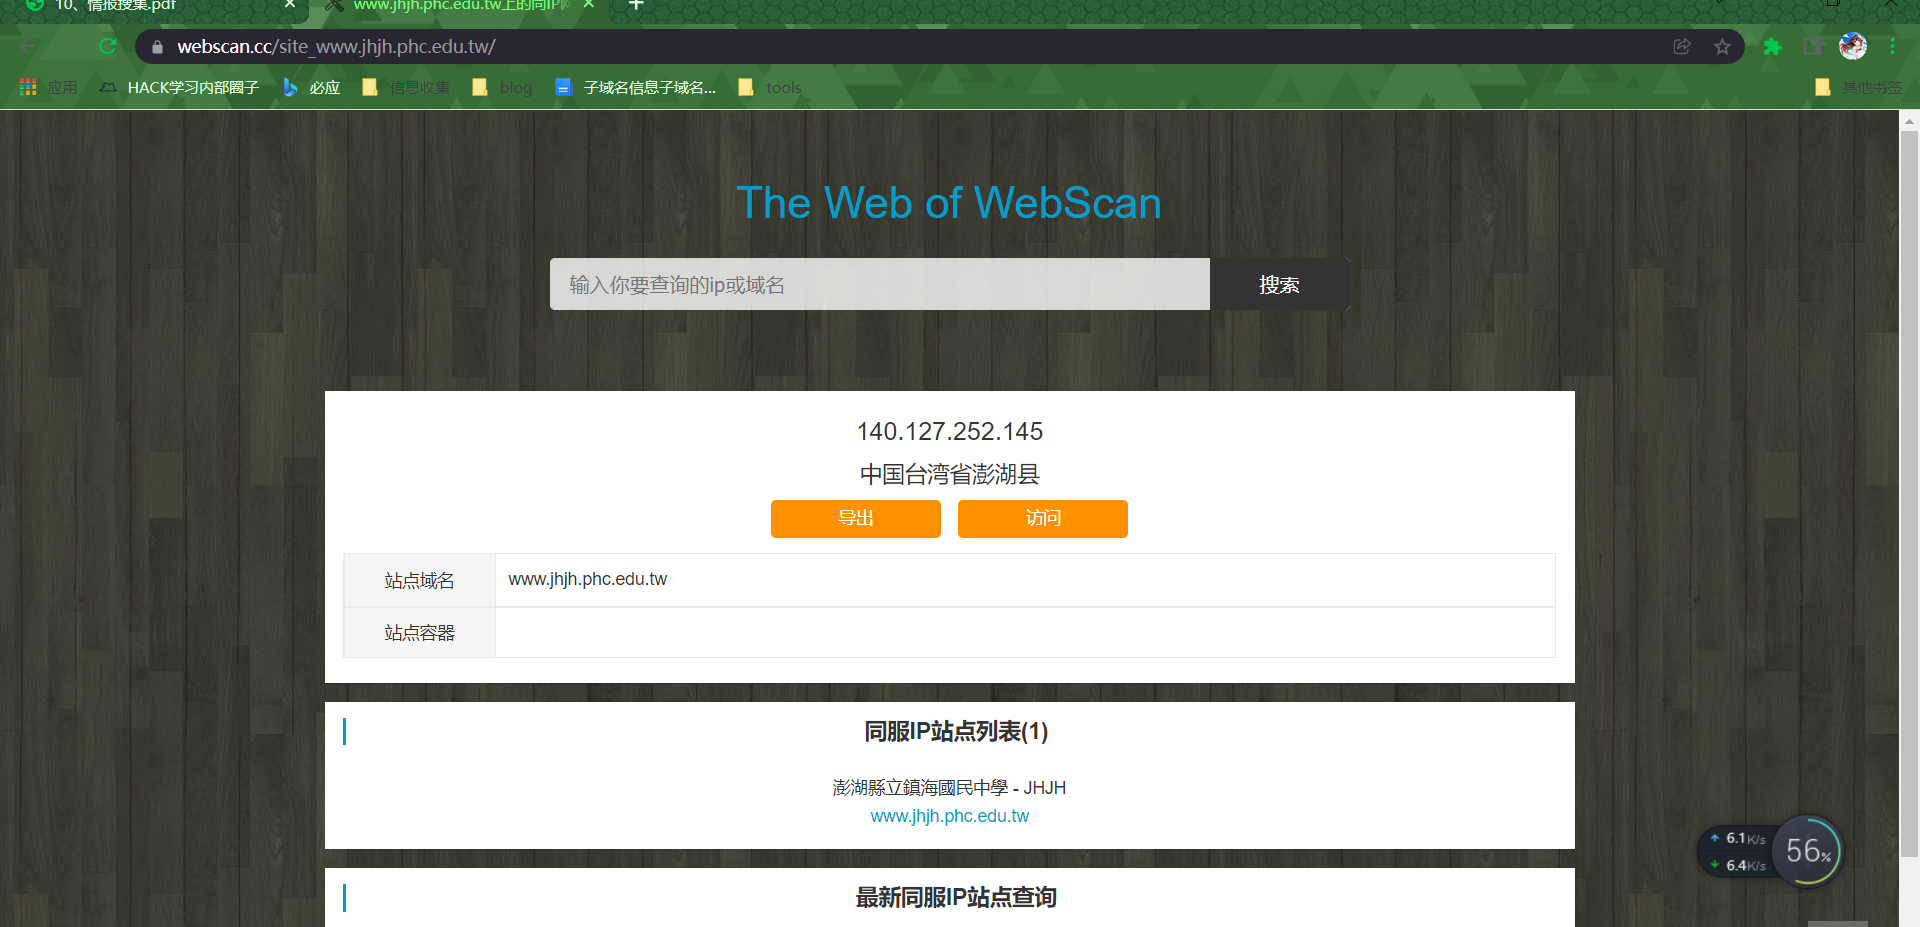 10、情报搜集.pdf
www.jhjh.phc.edu.tw上的同IP网
webscan.cc/site_www.jhjh.phc.edu.tw/
应用
HACK学习内部圈子
必应
信息收集
blog
子域名信息子域名...
tools
其他书签
The Web of WebScan
输入你要查询的ip或域名
搜索
140.127.252.145
中国台湾省澎湖县
导出
访问
站点域名
www.jhjh.phc.edu.tw
站点容器
同服IP站点列表(1)
澎湖縣立鎮海國民中學 - JHJH
www.jhjh.phc.edu.tw
6.1K/s
6.4K/s
56%
最新同服IP站点查询